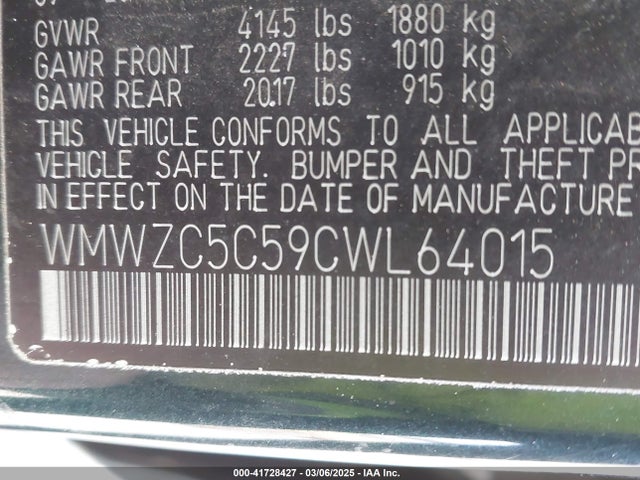 GVWR 4145 lbs 1880 kg
GAWR FRONT 2227 lbs 1010 kg
GAWR REAR 2017 lbs 915 kg
THIS VEHICLE CONFORMS TO ALL APPLICAB
VEHICLE SAFETY. BUMPER AND THEFT PR
IN EFFECT ON THE DATE OF MANUFACTURE
WMWZC5C59CWL64015
000-41728427 - 03/06/2025 - IAA Inc.